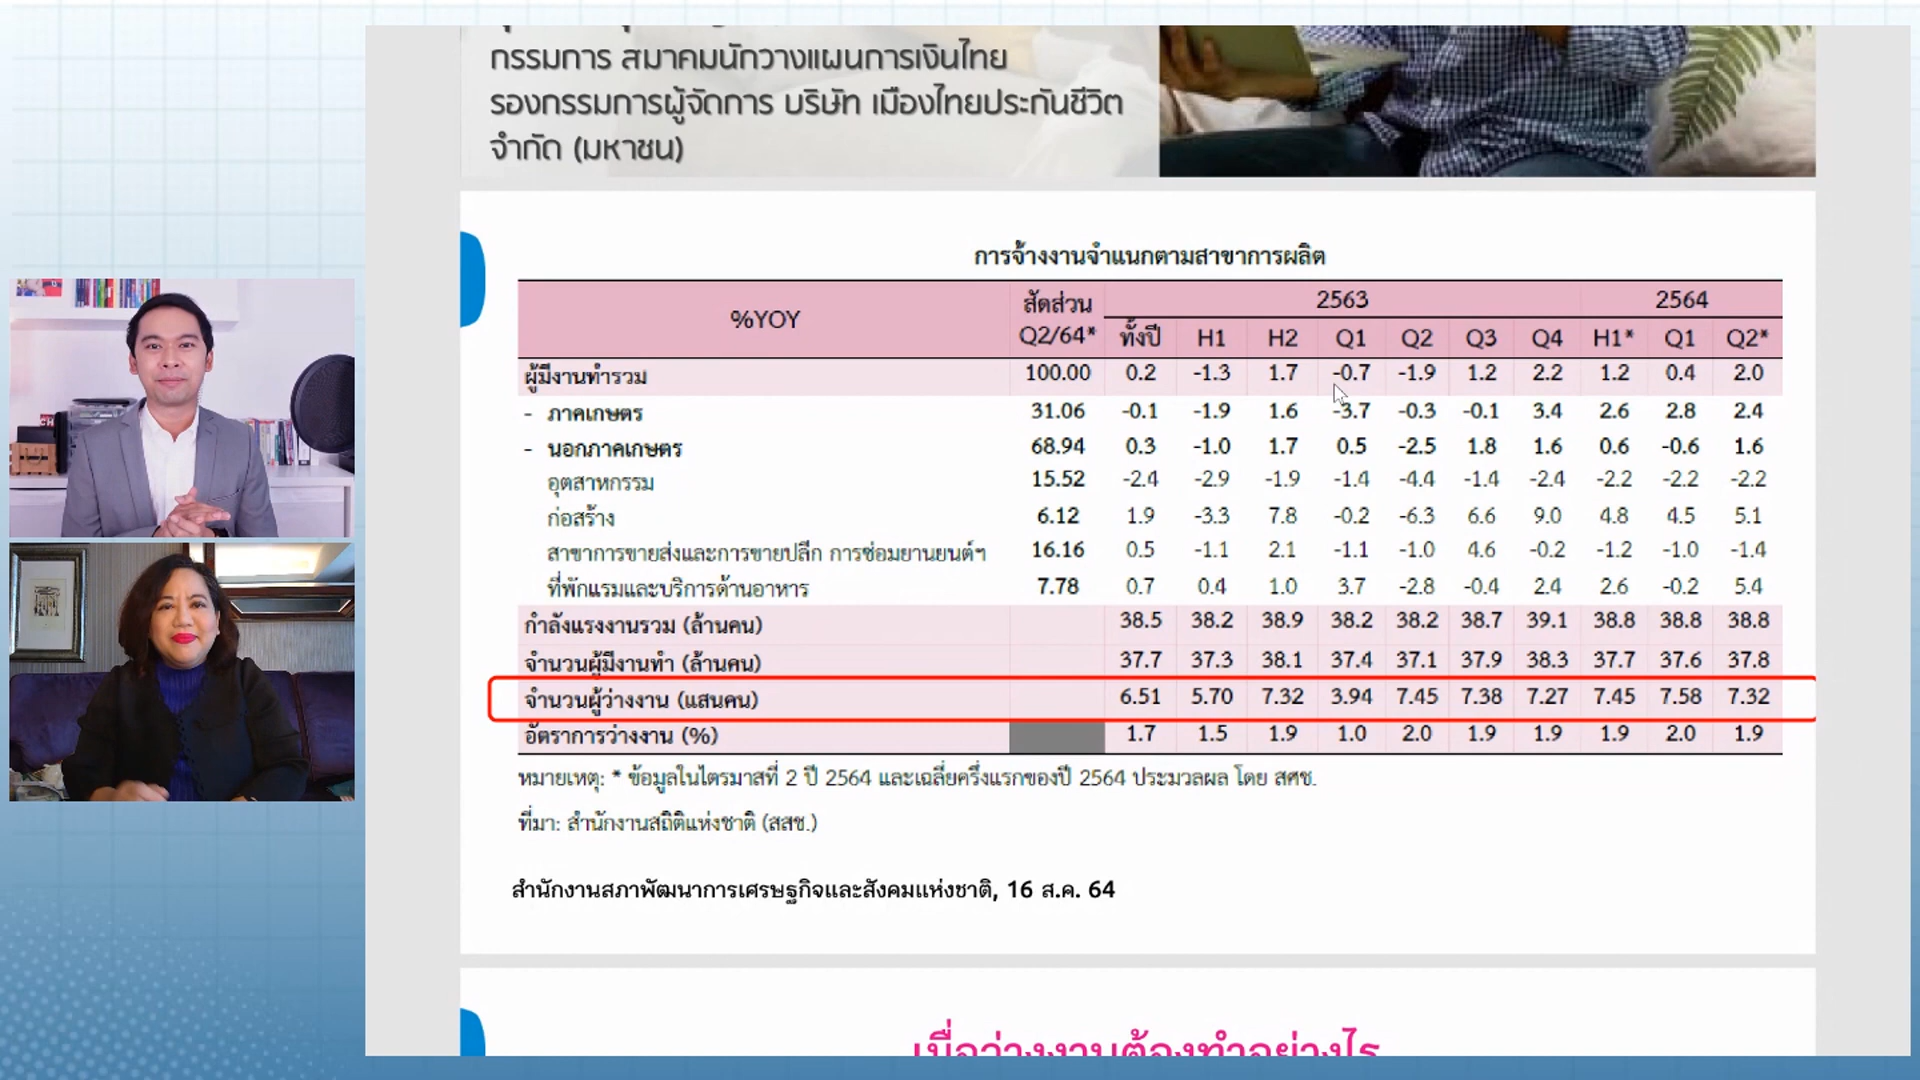 กรรมการ สมาคมนักวางแผนการเงินไทย
รองกรรมการผู้จัดการ บริษัท เมืองไทยประกันชีวิต
จำกัด (มหาชน)
การจ้างงานจำแนกตามสาขาการผลิต
%YOY สัดส่วน Q2/64* 2563 2564
ทั้งปี H1 H2 Q1 Q2 Q3 Q4 H1* Q1 Q2*
ผู้มีงานทำรวม 100.00 0.2 -1.3 1.7 -0.7 -1.9 1.2 2.2 1.2 0.4 2.0
- ภาคเกษตร 31.06 -0.1 -1.9 1.6 -3.7 -0.3 -0.1 3.4 2.6 2.8 2.4
- นอกภาคเกษตร 68.94 0.3 -1.0 1.7 0.5 -2.5 1.8 1.6 0.6 -0.6 1.6
อุตสาหกรรม 15.52 -2.4 -2.9 -1.9 -1.4 -4.4 -1.4 -2.4 -2.2 -2.2 -2.2
ก่อสร้าง 6.12 1.9 -3.3 7.8 -0.2 -6.3 6.6 9.0 4.8 4.5 5.1
สาขาการขายส่งและการขายปลีก การซ่อมยานยนต์ฯ 16.16 0.5 -1.1 2.1 -1.1 -1.0 4.6 -0.2 -1.2 -1.0 -1.4
ที่พักแรมและบริการด้านอาหาร 7.78 0.7 0.4 1.0 3.7 -2.8 -0.4 2.4 2.6 -0.2 5.4
กำลังแรงงานรวม (ล้านคน) 38.5 38.2 38.9 38.2 38.2 38.7 39.1 38.8 38.8 38.8
จำนวนผู้มีงานทำ (ล้านคน) 37.7 37.3 38.1 37.4 37.1 37.9 38.3 37.7 37.6 37.8
จำนวนผู้ว่างงาน (แสนคน) 6.51 5.70 7.32 3.94 7.45 7.38 7.27 7.45 7.58 7.32
อัตราการว่างงาน (%) 1.7 1.5 1.9 1.0 2.0 1.9 1.9 1.9 2.0 1.9
หมายเหตุ: * ข้อมูลในไตรมาสที่ 2 ปี 2564 และเฉลี่ยครึ่งแรกของปี 2564 ประมวลผล โดย สศช.
ที่มา: สำนักงานสถิติแห่งชาติ (สสช.)
สำนักงานสภาพัฒนาการเศรษฐกิจและสังคมแห่งชาติ, 16 ส.ค. 64
เมื่อว่างงานต้องทำอย่างไร